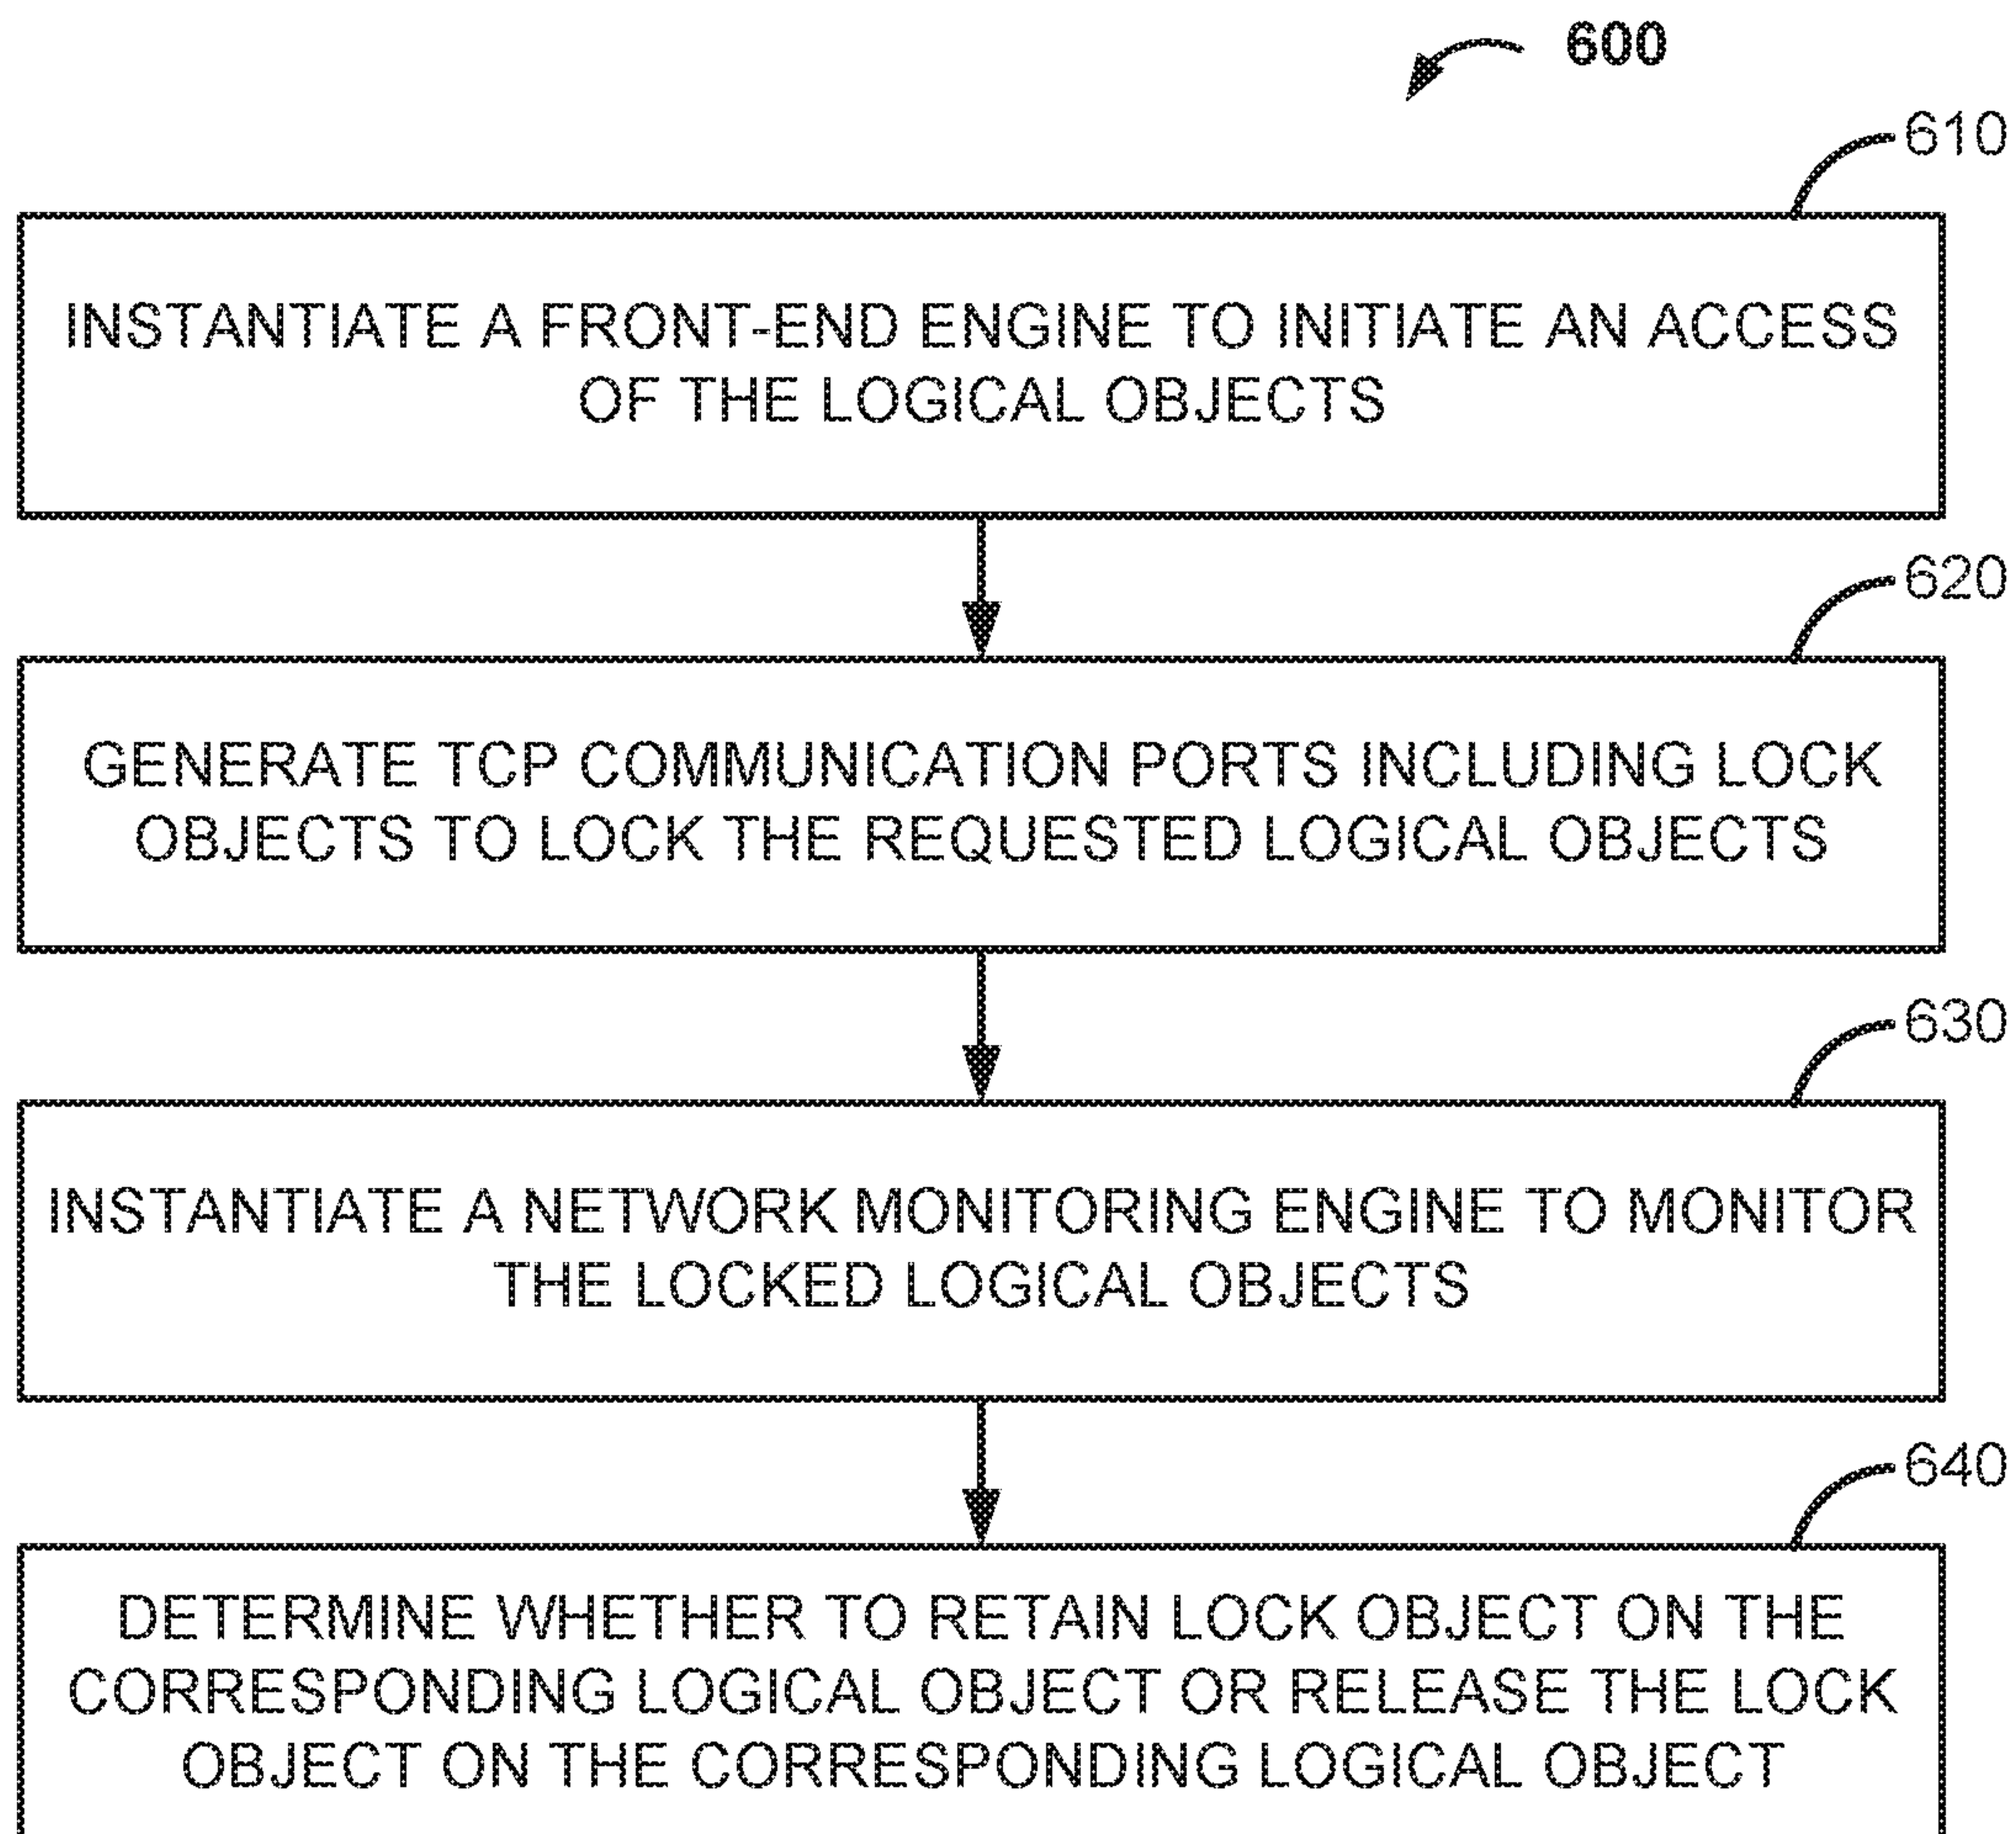 600
610
INSTANTIATE A FRONT-END ENGINE TO INITIATE AN ACCESS
OF THE LOGICAL OBJECTS
620
GENERATE TCP COMMUNICATION PORTS INCLUDING LOCK
OBJECTS TO LOCK THE REQUESTED LOGICAL OBJECTS
630
INSTANTIATE A NETWORK MONITORING ENGINE TO MONITOR
THE LOCKED LOGICAL OBJECTS
640
DETERMINE WHETHER TO RETAIN LOCK OBJECT ON THE
CORRESPONDING LOGICAL OBJECT OR RELEASE THE LOCK
OBJECT ON THE CORRESPONDING LOGICAL OBJECT